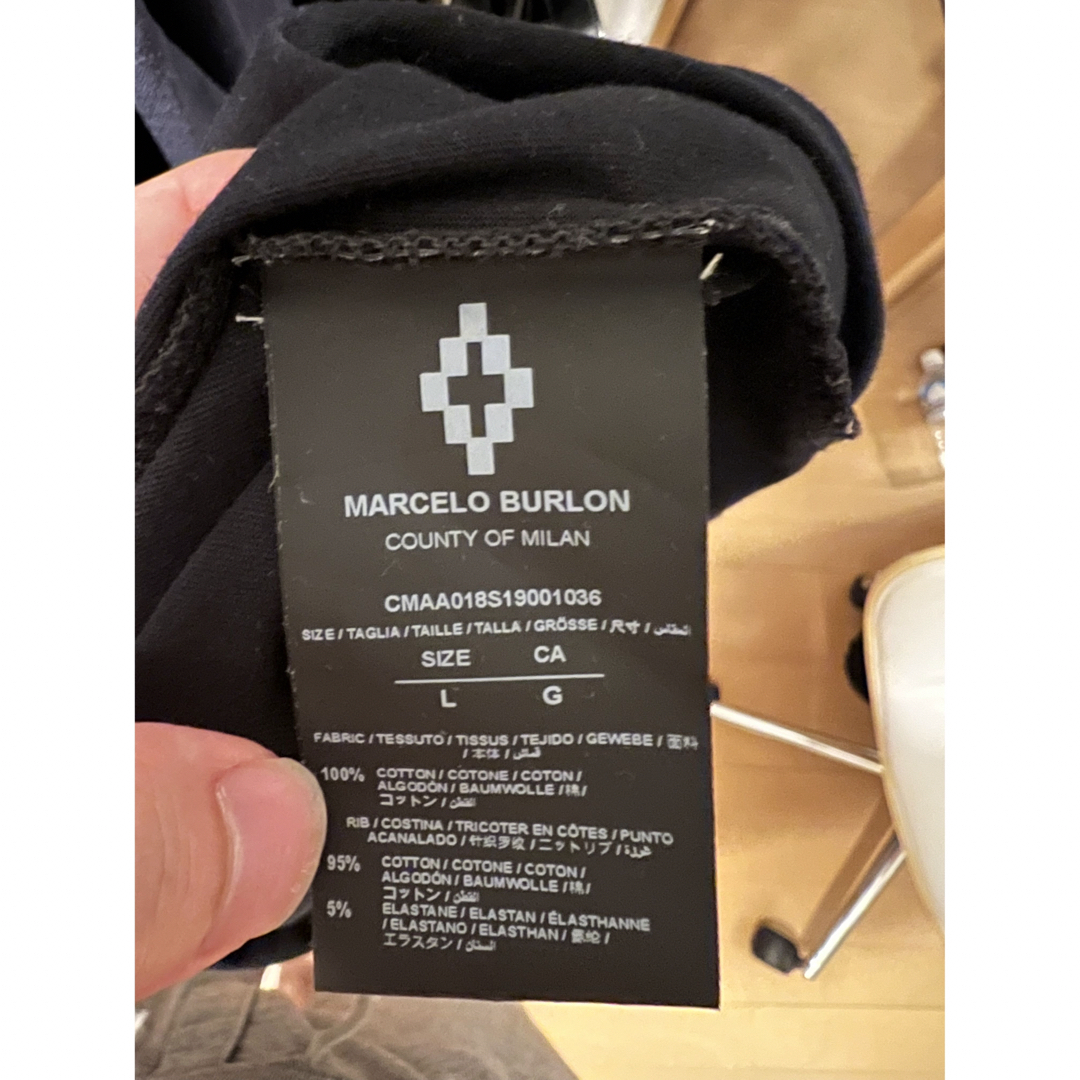 MARCELO BURLON
COUNTY OF MILAN
CMAA018S19001036
SIZE / TAGLIA / TAILLE / TALLA / GRÖSSE / 尺寸 / المقاس
SIZE CA
L G
FABRIC / TESSUTO / TISSUS / TEJIDO / GEWEBE / 面料
/ 本体 / قماش
100% COTTON / COTONE / COTON /
ALGODÓN / BAUMWOLLE / 棉 /
コットン / القطن
RIB / COSTINA / TRICOTER EN CÔTES / PUNTO
ACANALADO / 针织罗纹 / ニットリブ /
95% COTTON / COTONE / COTON /
ALGODÓN / BAUMWOLLE / 棉 /
コットン / القطن
5% ELASTANE / ELASTAN / ÉLASTHANNE
/ ELASTANO / ELASTHAN / 氨纶 /
エラスタン /